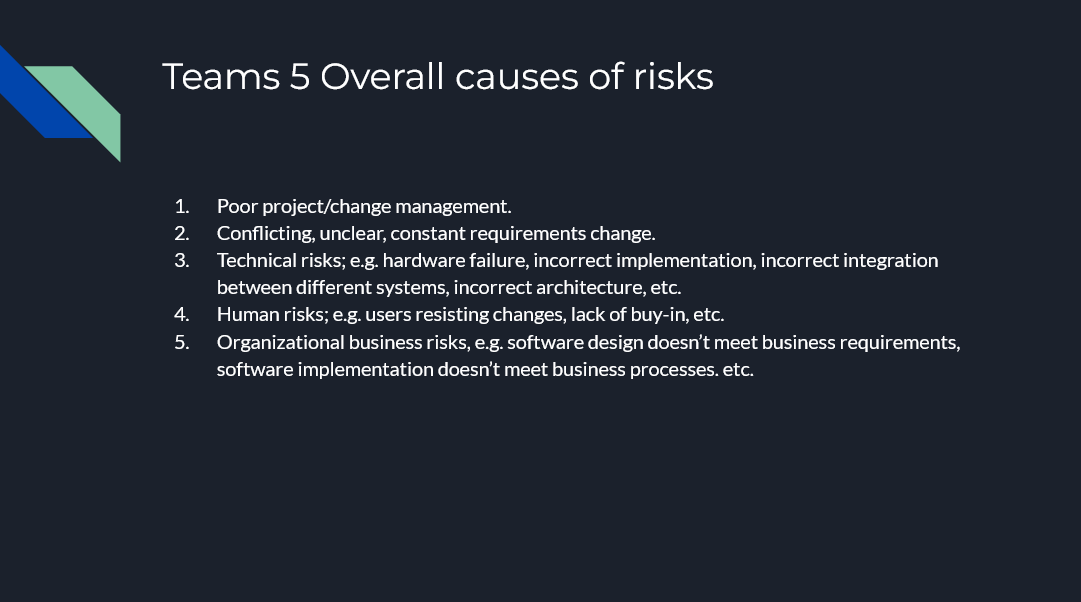 Teams 5 Overall causes of risks
1. Poor project/change management.
2. Conflicting, unclear, constant requirements change.
3. Technical risks; e.g. hardware failure, incorrect implementation, incorrect integration
between different systems, incorrect architecture, etc.
4. Human risks; e.g. users resisting changes, lack of buy-in, etc.
5. Organizational business risks, e.g. software design doesn’t meet business requirements,
software implementation doesn’t meet business processes. etc.